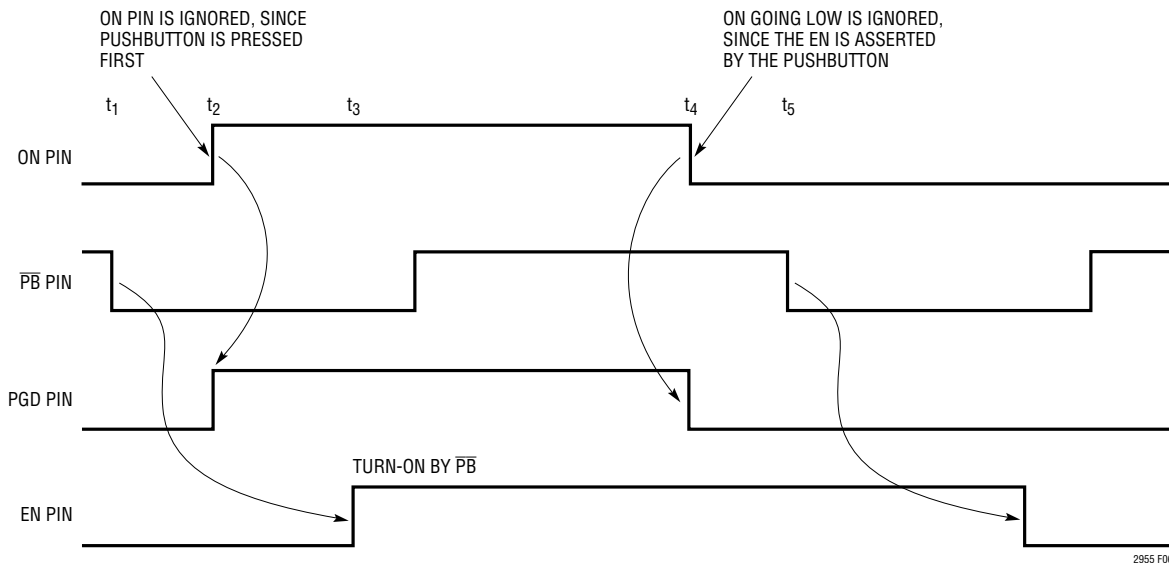 ON PIN IS IGNORED, SINCE
PUSHBUTTON IS PRESSED
FIRST
ON GOING LOW IS IGNORED,
SINCE THE EN IS ASSERTED
BY THE PUSHBUTTON
t1 t2 t3 t4 t5
ON PIN
PB PIN
PGD PIN
TURN-ON BY PB
EN PIN
2955